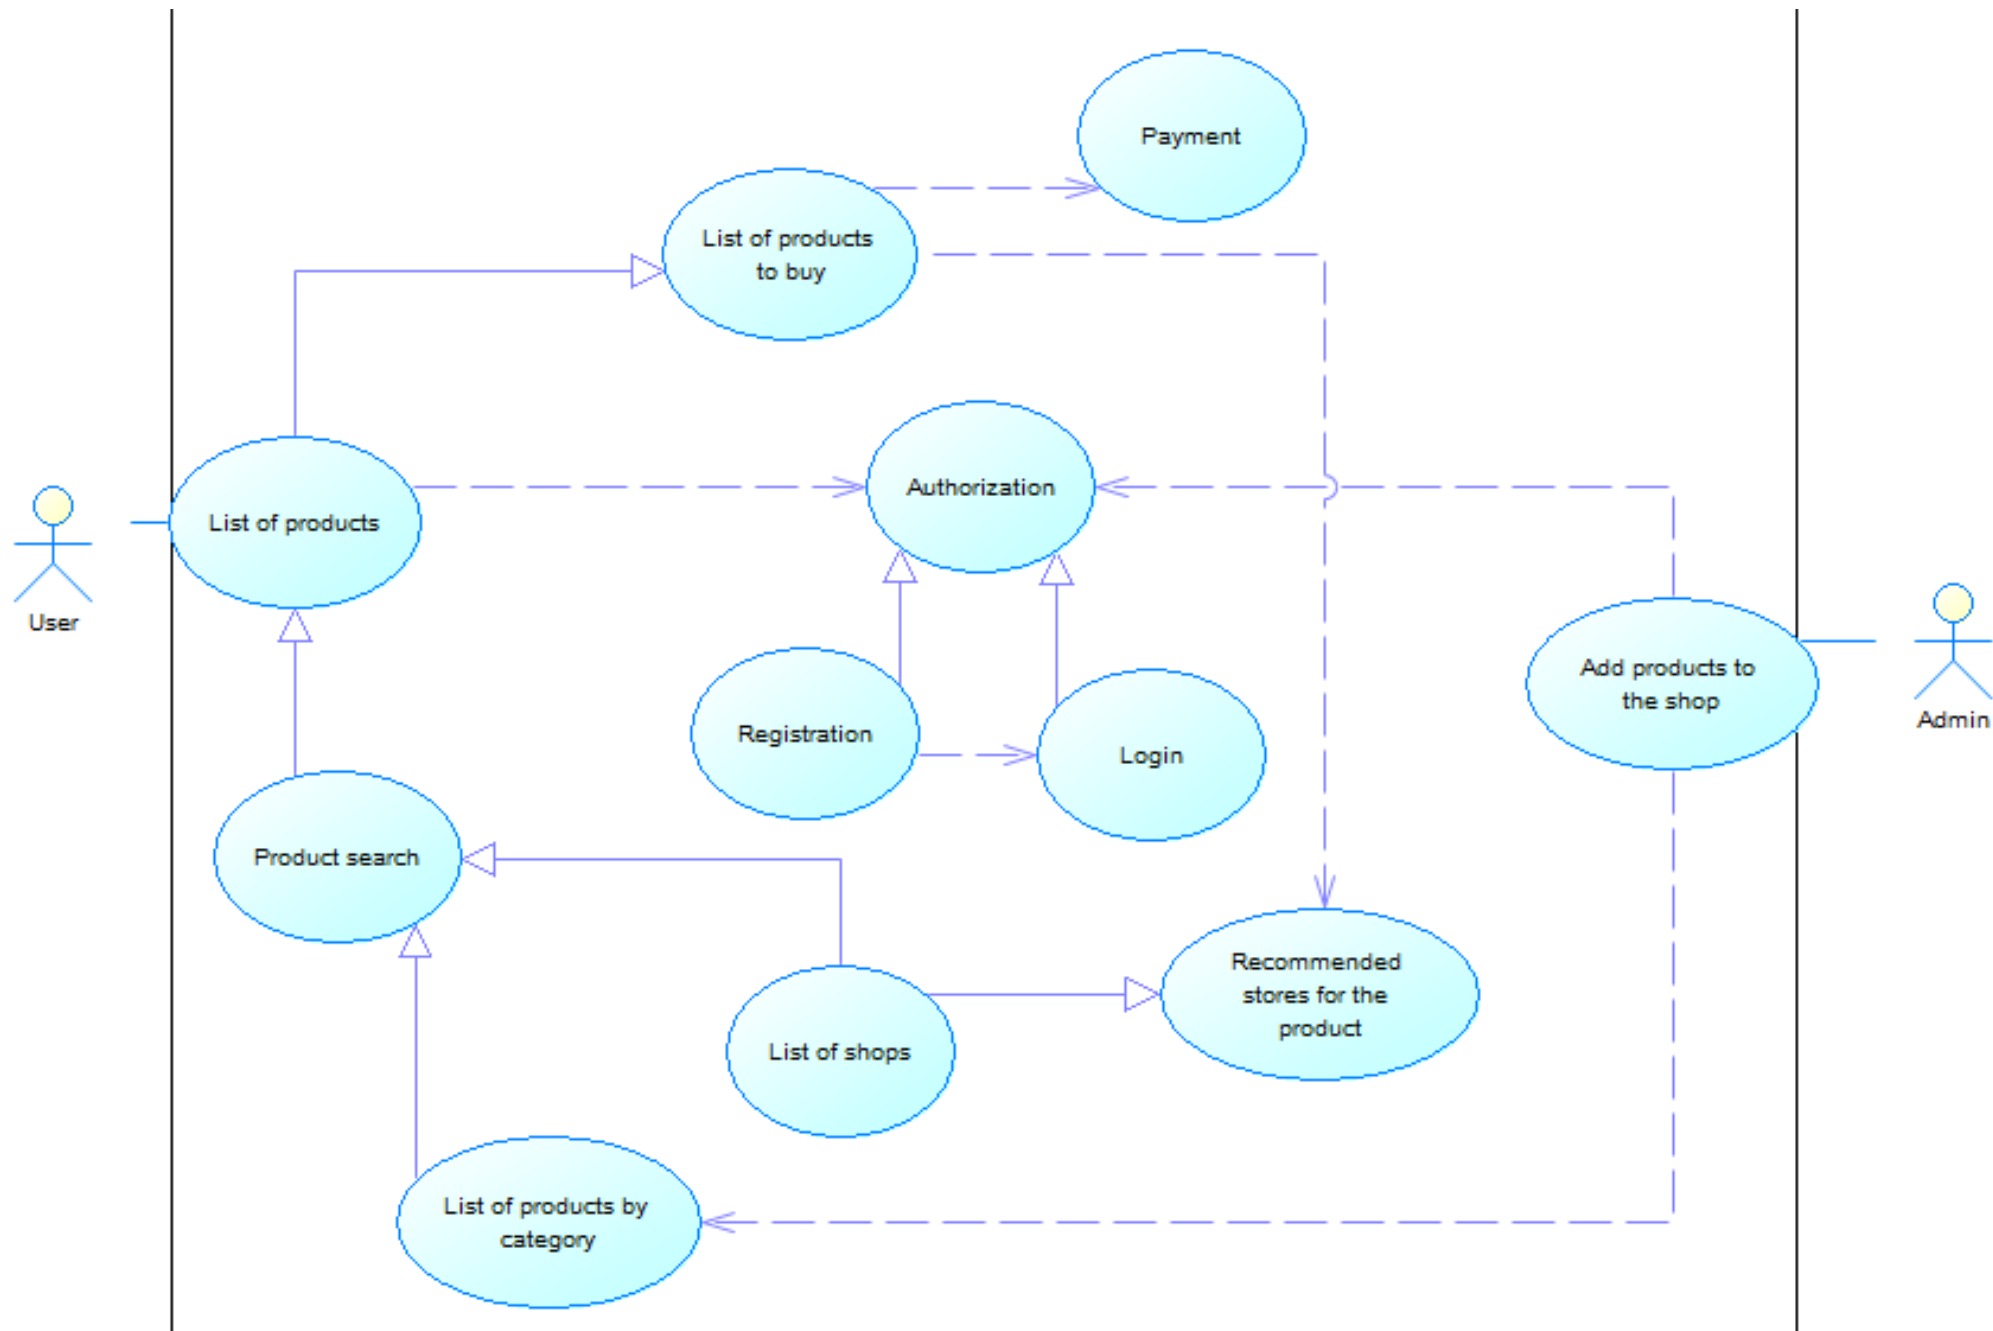 Payment
List of products
to buy
Authorization
List of products
User
Add products to
the shop
Admin
Registration
Login
Product search
Recommended
stores for the
product
List of shops
List of products by
category